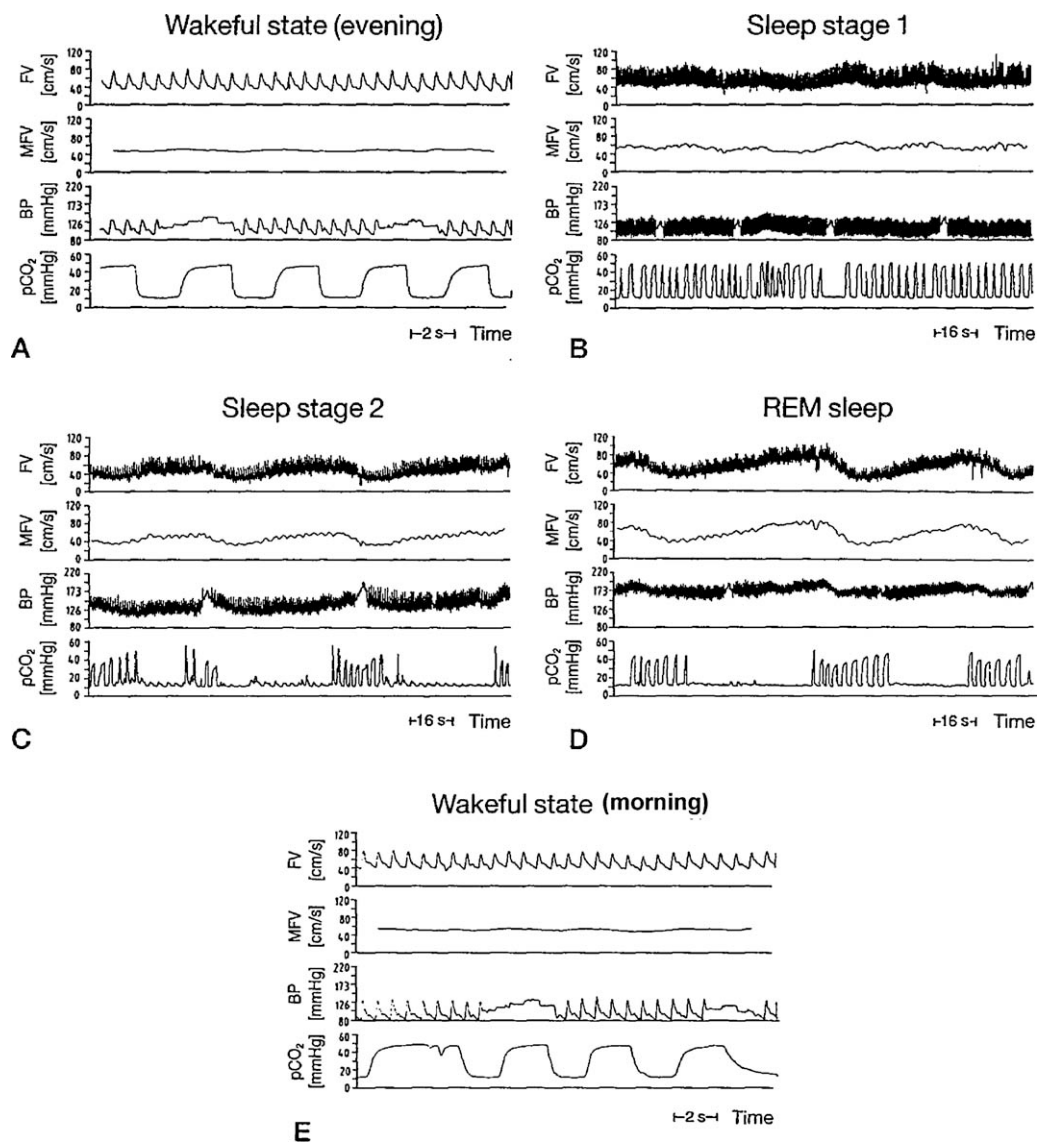 Wakeful state (evening)
FV
[cm/s]
120
80
40
0
MFV
[cm/s]
120
80
40
0
BP
[mmHg]
220
173
126
80
pCO₂
[mmHg]
60
40
20
0
⊢2 s⊣ Time
A
Sleep stage 1
FV
[cm/s]
120
80
40
0
MFV
[cm/s]
120
80
40
0
BP
[mmHg]
220
173
126
80
pCO₂
[mmHg]
60
40
20
0
⊢16 s⊣ Time
B
Sleep stage 2
FV
[cm/s]
120
80
40
0
MFV
[cm/s]
120
80
40
0
BP
[mmHg]
220
173
126
80
pCO₂
[mmHg]
60
40
20
0
⊢16 s⊣ Time
C
REM sleep
FV
[cm/s]
120
80
40
0
MFV
[cm/s]
120
80
40
0
BP
[mmHg]
220
173
126
80
pCO₂
[mmHg]
60
40
20
0
⊢16 s⊣ Time
D
Wakeful state (morning)
FV
[cm/s]
120
80
40
0
MFV
[cm/s]
120
80
40
0
BP
[mmHg]
220
173
126
80
pCO₂
[mmHg]
60
40
20
0
⊢2 s⊣ Time
E